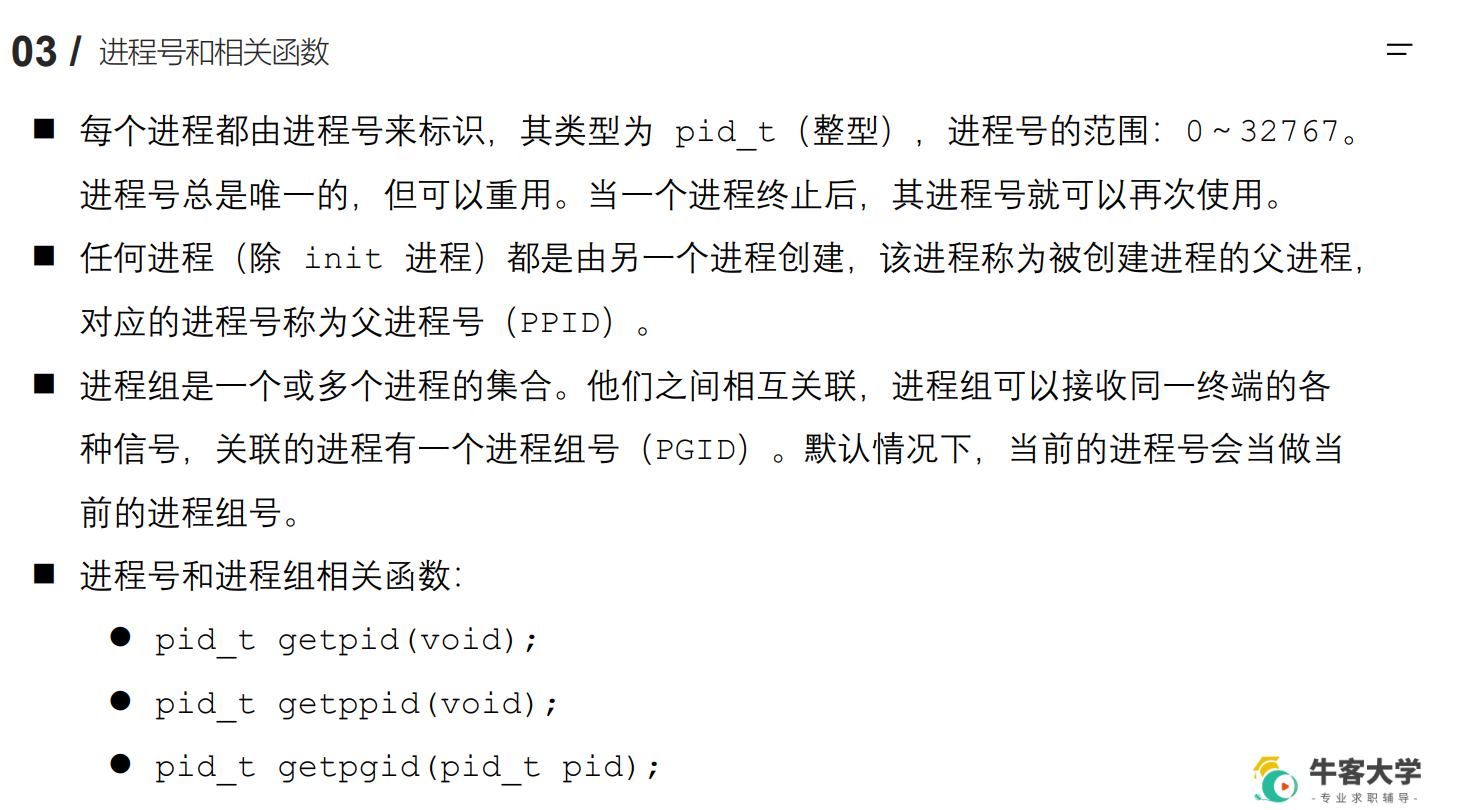 03 / 进程号和相关函数
■ 每个进程都由进程号来标识，其类型为 pid_t（整型），进程号的范围：0～32767。
进程号总是唯一的，但可以重用。当一个进程终止后，其进程号就可以再次使用。
■ 任何进程（除 init 进程）都是由另一个进程创建，该进程称为被创建进程的父进程，
对应的进程号称为父进程号（PPID）。
■ 进程组是一个或多个进程的集合。他们之间相互关联，进程组可以接收同一终端的各
种信号，关联的进程有一个进程组号（PGID）。默认情况下，当前的进程号会当做当
前的进程组号。
■ 进程号和进程组相关函数：
● pid_t getpid(void);
● pid_t getppid(void);
● pid_t getpgid(pid_t pid);
牛客大学
-专业求职辅导-